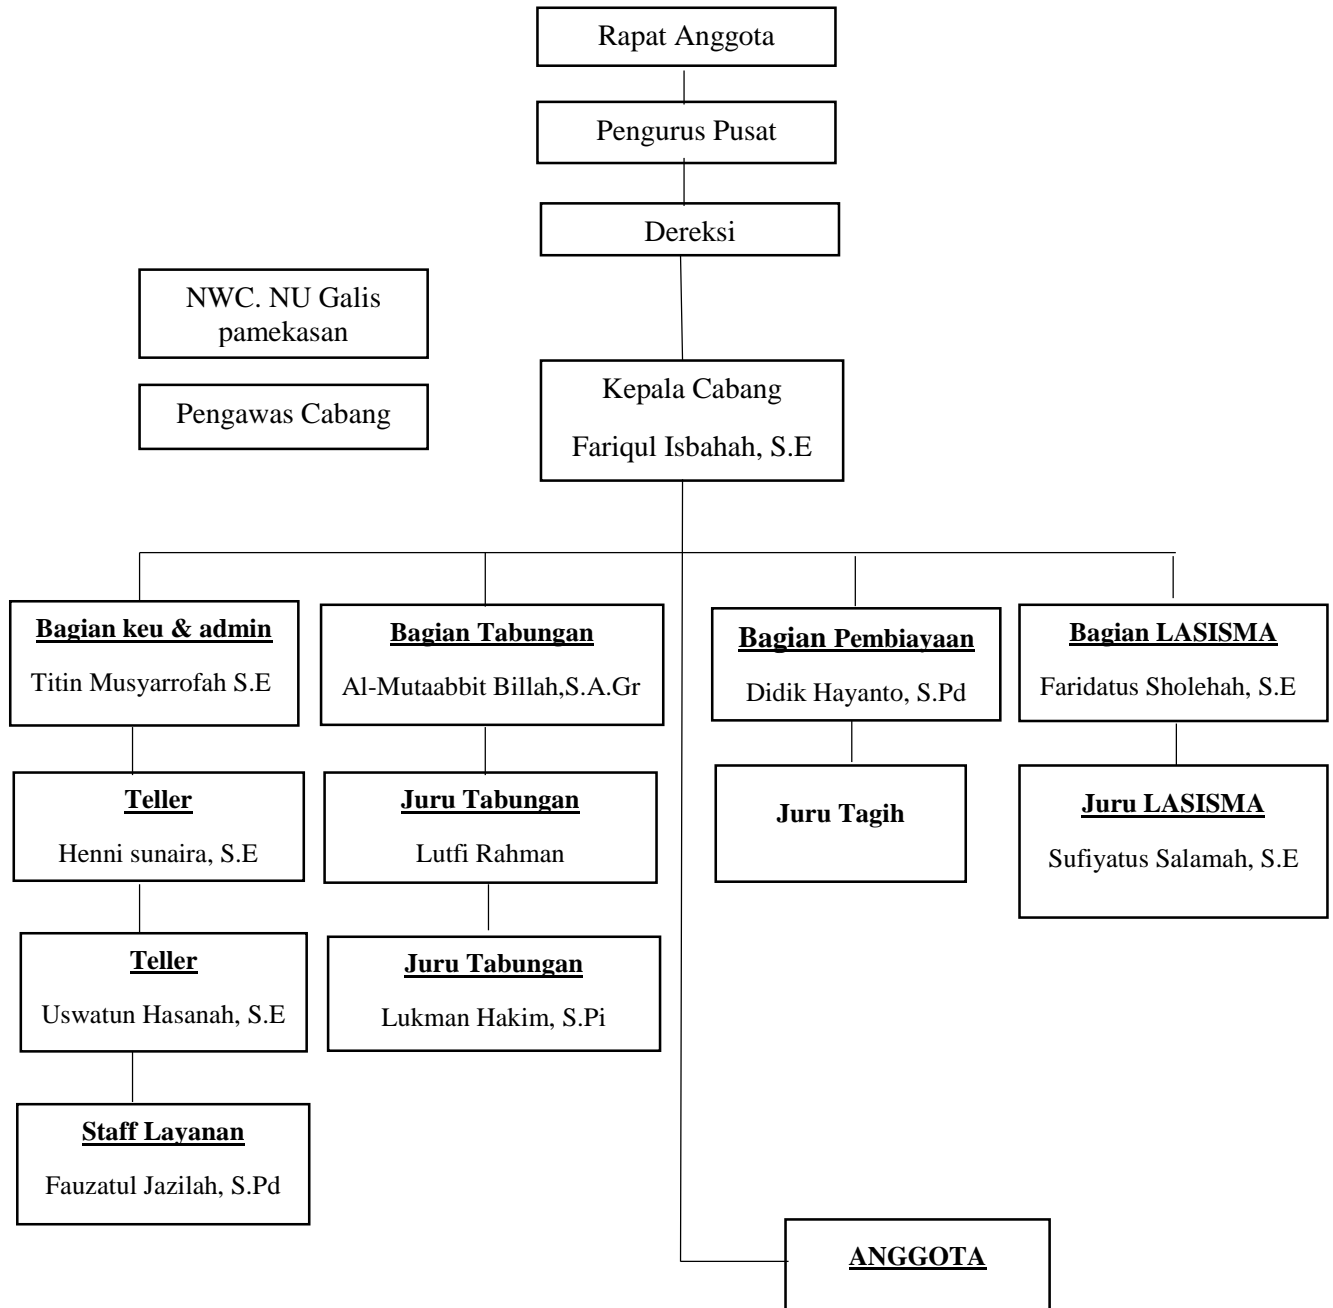 Rapat Anggota
Pengurus Pusat
Dereksi
NWC. NU Galis
pamekasan
Pengawas Cabang
Kepala Cabang
Fariqul Isbahah, S.E
Bagian keu & admin
Titin Musyarrofah S.E
Bagian Tabungan
Al-Mutaabbit Billah,S.A.Gr
Bagian Pembiayaan
Didik Hayanto, S.Pd
Bagian LASISMA
Faridatus Sholehah, S.E
Teller
Henni sunaira, S.E
Juru Tabungan
Lutfi Rahman
Juru Tagih
Juru LASISMA
Sufiyatus Salamah, S.E
Teller
Uswatun Hasanah, S.E
Juru Tabungan
Lukman Hakim, S.Pi
Staff Layanan
Fauzatul Jazilah, S.Pd
ANGGOTA